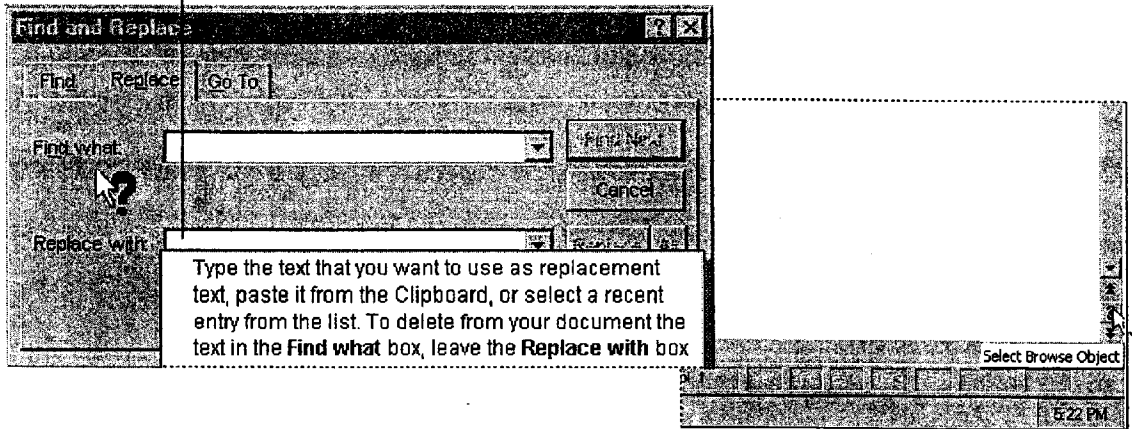 Find and Replace
Find Replace Go To
Find what:
Find Next
Cancel
Replace with:
Replace
Type the text that you want to use as replacement
text, paste it from the Clipboard, or select a recent
entry from the list. To delete from your document the
text in the Find what box, leave the Replace with box
Select Browse Object
5:22 PM